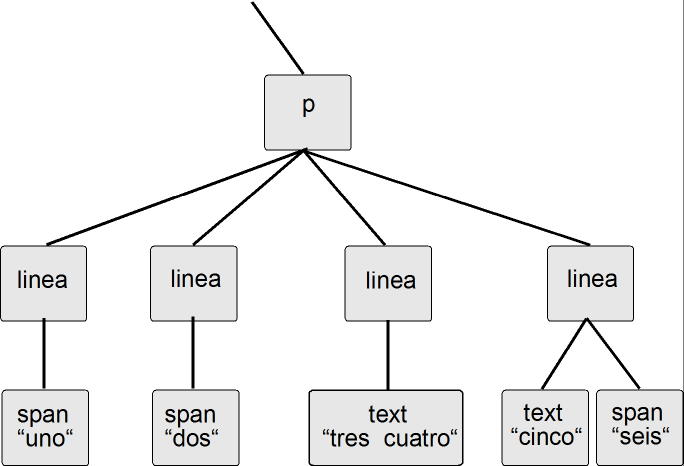 p
linea
linea
linea
linea
span
“uno“
span
“dos“
text
“tres cuatro“
text
“cinco“
span
“seis“